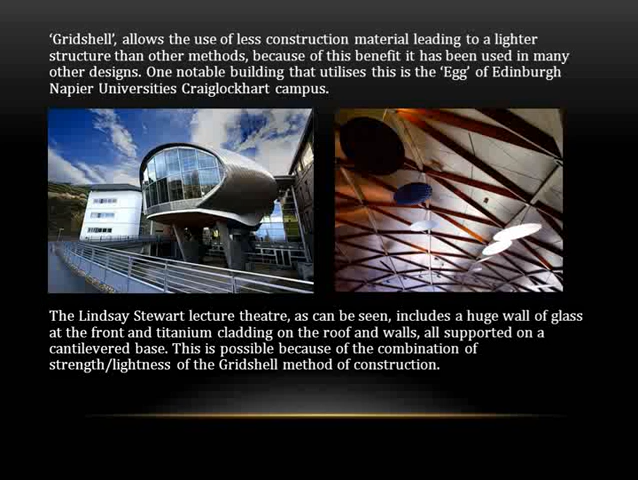 ‘Gridshell’, allows the use of less construction material leading to a lighter
structure than other methods, because of this benefit it has been used in many
other designs. One notable building that utilises this is the ‘Egg’ of Edinburgh
Napier Universities Craiglockhart campus.
The Lindsay Stewart lecture theatre, as can be seen, includes a huge wall of glass
at the front and titanium cladding on the roof and walls, all supported on a
cantilevered base. This is possible because of the combination of
strength/lightness of the Gridshell method of construction.